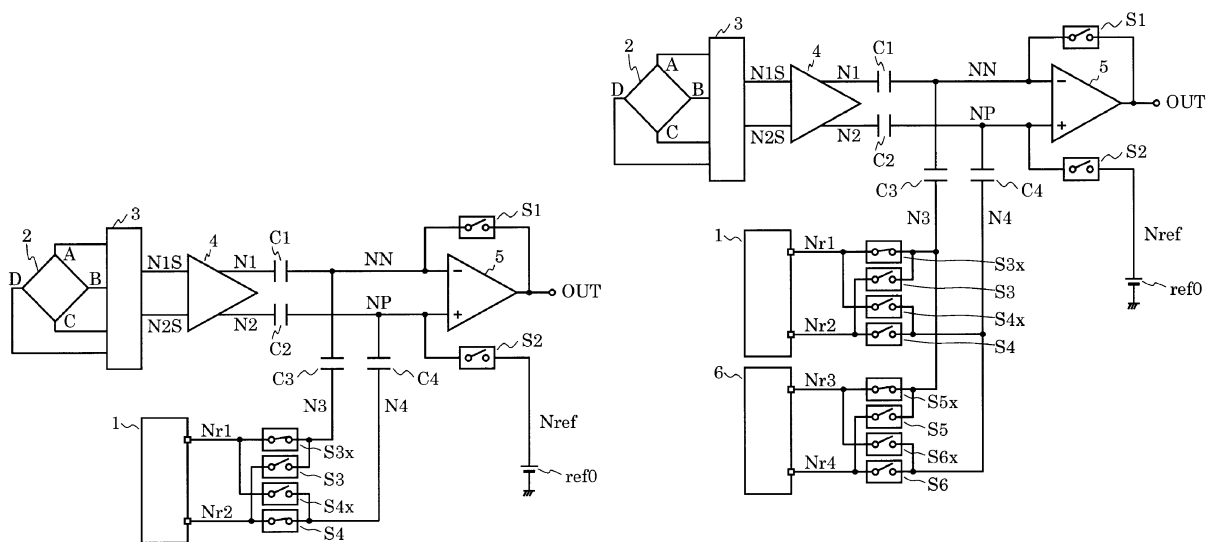 3
2
A
D
B
C
N1S
N2S
4
N1
N2
C1
C2
NN
NP
S1
5
OUT
S2
C3
C4
N3
N4
Nref
ref0
1
Nr1
Nr2
S3x
S3
S4x
S4
3
2
A
D
B
C
N1S
N2S
4
N1
N2
C1
C2
NN
NP
S1
5
OUT
S2
C3
C4
N3
N4
Nref
ref0
1
Nr1
Nr2
S3x
S3
S4x
S4
6
Nr3
Nr4
S5x
S5
S6x
S6